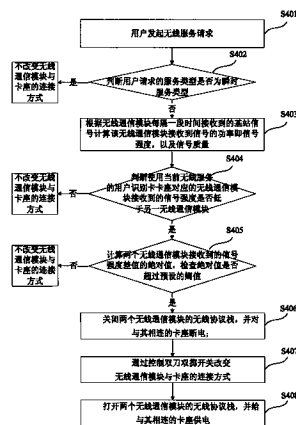 S401
用户发起无线服务请求
S402
不改变无线
通信模块与
卡座的连接
方式
是
判断用户请求的服务类型是否为瞬时
服务类型
否
S403
根据无线通信模块每隔一段时间接收到的基站信
号计算该无线通信模块接收到信号的功率即信号
强度，以及信号质量
S404
不改变无线
通信模块与
卡座的连接
方式
否
判断使用当前无线服务
的用户识别卡卡座对应的无线通信模
块接收到的信号强度是否低
于另一无线通信模块
是
S405
不改变无线
通信模块与
卡座的连接
方式
否
计算两个无线通信模块接收到的信号
强度差值的绝对值，检查绝对值是否
超过预设的阈值
是
S406
关闭两个无线通信模块的无线协议栈，并对
与其相连的卡座断电；
S407
通过控制双刀双掷开关改变
无线通信模块与卡座的连接方式
S408
打开两个无线通信模块的无线协议栈，并给
与其相连的卡座供电